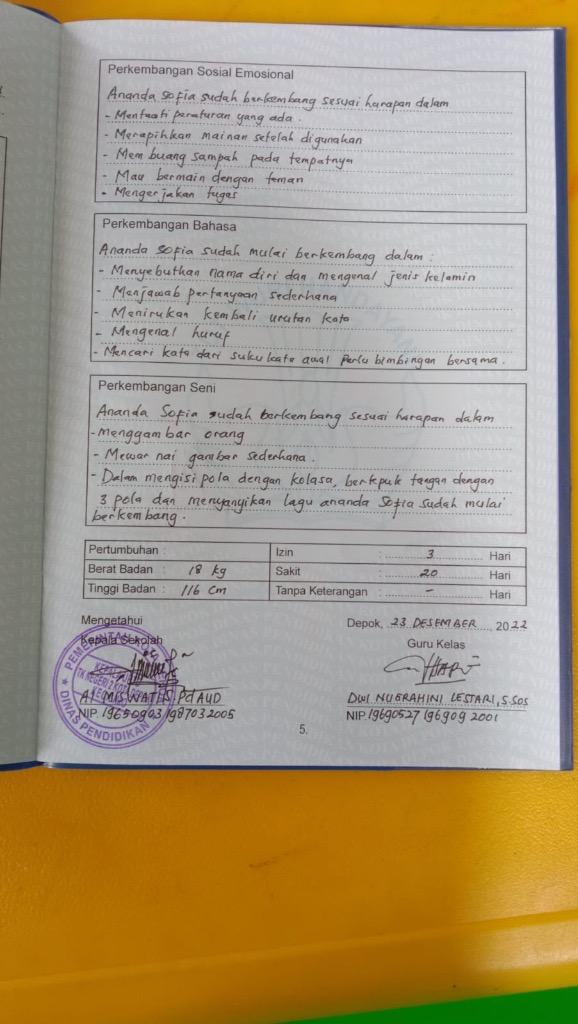 Perkembangan Sosial Emosional
Ananda Sofia sudah berkembang sesuai harapan dalam
- Mentaati peraturan yang ada.
- Merapihkan mainan setelah digunakan
- Membuang sampah pada tempatnya
- Mau bermain dengan teman
- Mengerjakan tugas
Perkembangan Bahasa
Ananda Sofia sudah mulai berkembang dalam :
- Menyebutkan nama diri dan mengenal jenis kelamin
- Menjawab pertanyaan sederhana
- Menirukan kembali urutan kata
- Mengenal huruf
- Mencari kata dari suku kata awal perlu bimbingan bersama.
Perkembangan Seni
Ananda Sofia sudah berkembang sesuai harapan dalam
- Menggambar orang
- Mewarnai gambar sederhana.
- Dalam mengisi pola dengan kolase, bertepuk tangan dengan
3 pola dan menyanyikan lagu ananda Sofia sudah mulai
berkembang.
Pertumbuhan :
Izin : 3 Hari
Berat Badan : 18 kg
Sakit : 20 Hari
Tinggi Badan : 116 cm
Tanpa Keterangan : - Hari
Mengetahui
Depok, 23 DESEMBER, 2022
Kepala Sekolah
Guru Kelas
PEMERINTAH
TK NEGERI
DINAS PENDIDIKAN
DWI NUGRAHINI LESTARI, S.SOS
NIP. 19650903 198703 2005
NIP. 19690527 196909 2001
5.